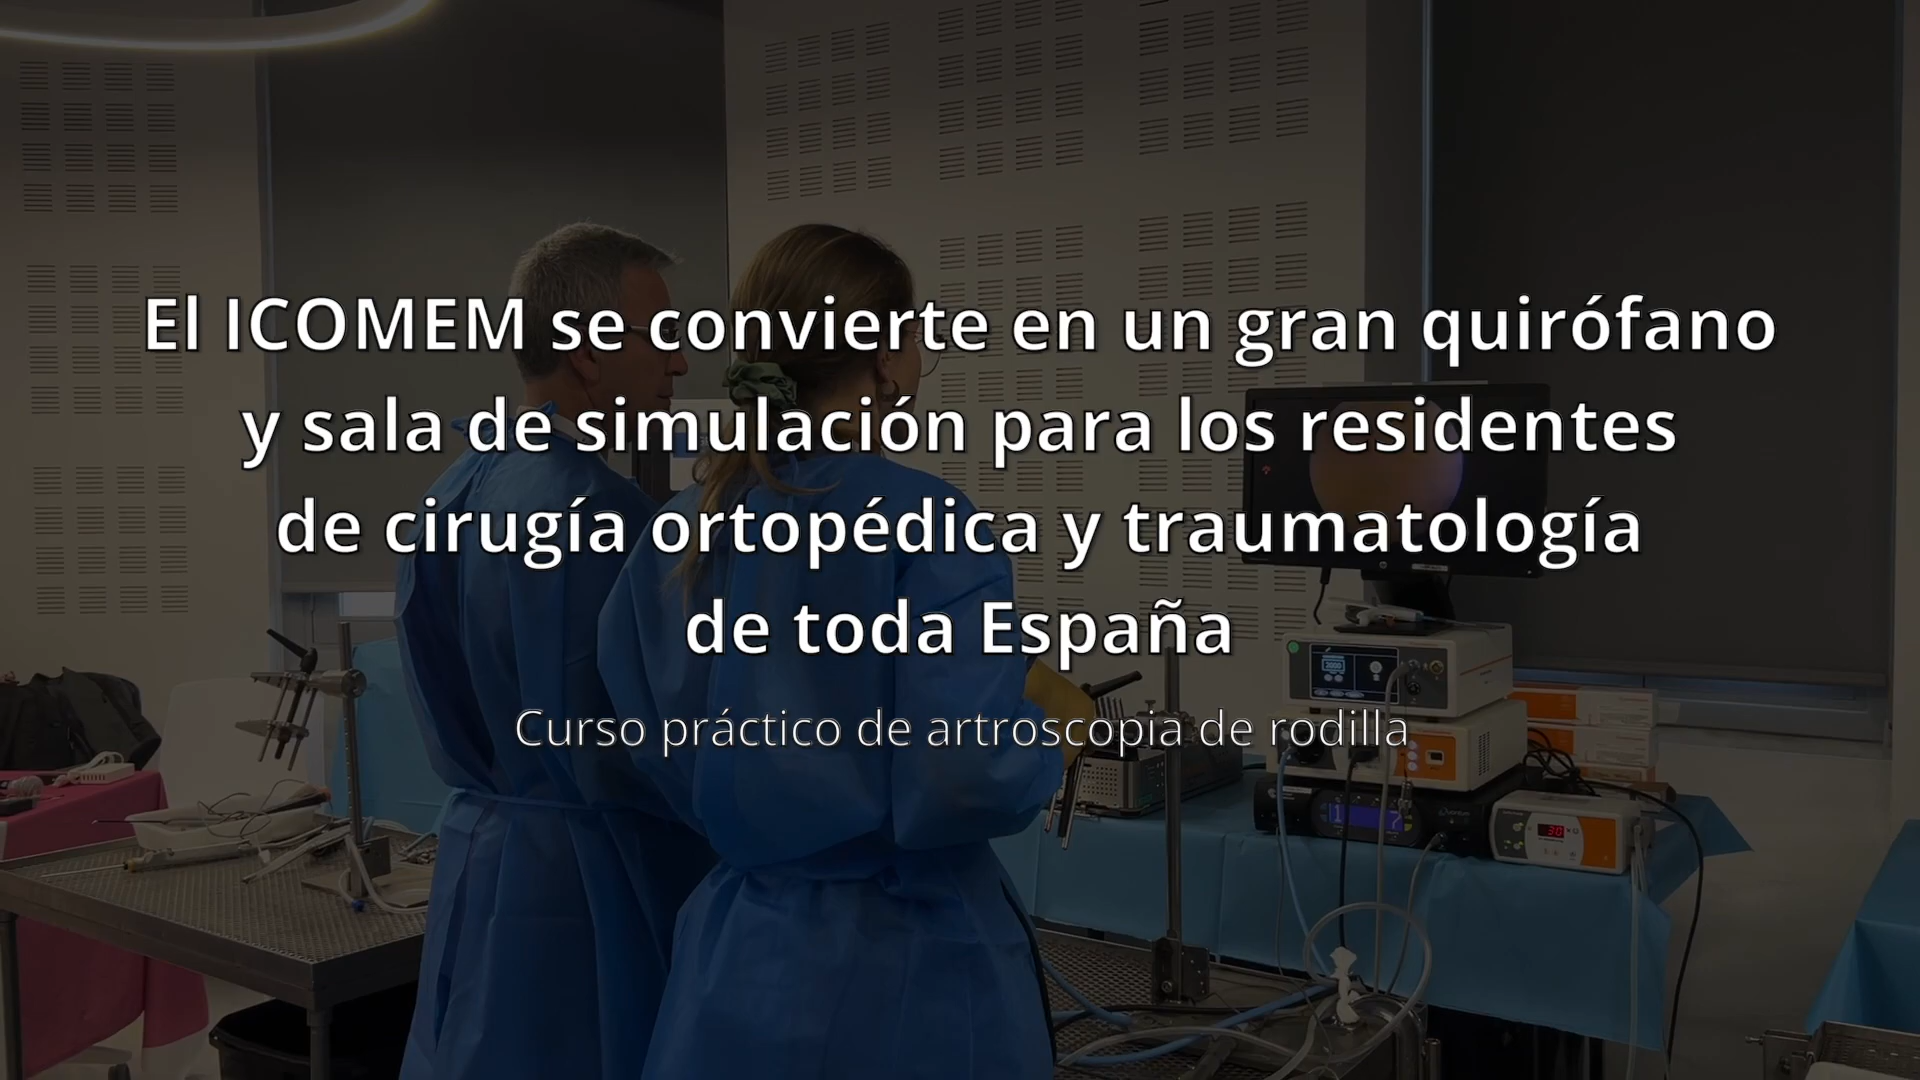 El ICOMEM se convierte en un gran quirófano
y sala de simulación para los residentes
de cirugía ortopédica y traumatología
de toda España
Curso práctico de artroscopia de rodilla
30